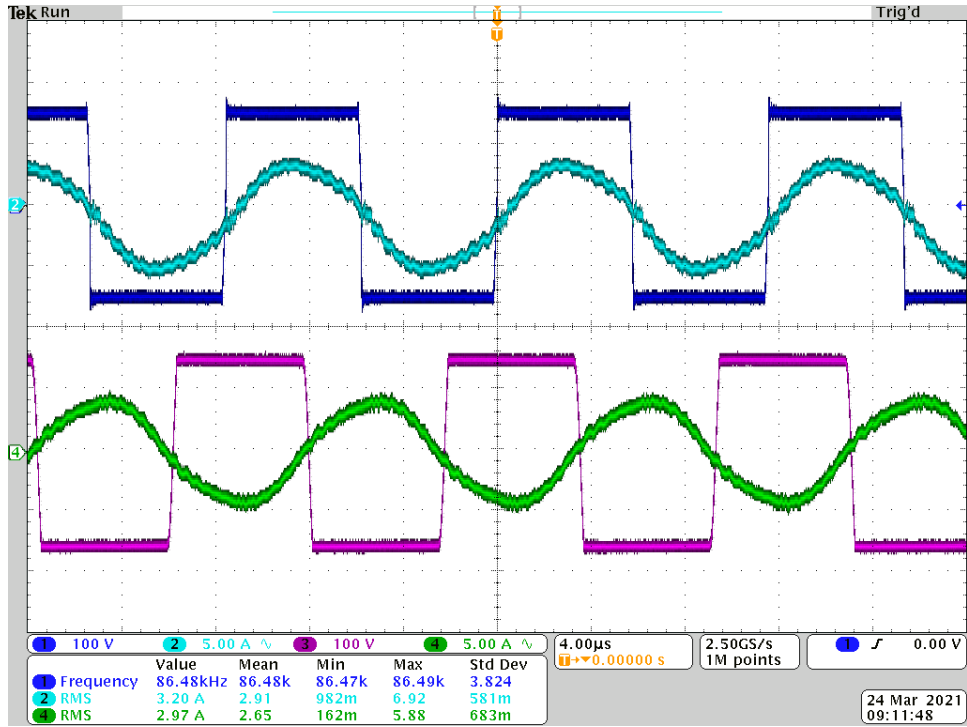 Tek Run Trig'd
T
T
2
4
1 100 V 2 5.00 A ∿ 3 100 V 4 5.00 A ∿
4.00µs
T→▼0.00000 s
2.50GS/s
1M points
1 ƒ 0.00 V
Value Mean Min Max Std Dev
1 Frequency 86.48kHz 86.48k 86.47k 86.49k 3.824
2 RMS 3.20 A 2.91 982m 6.92 581m
4 RMS 2.97 A 2.65 162m 5.88 683m
24 Mar 2021
09:11:48